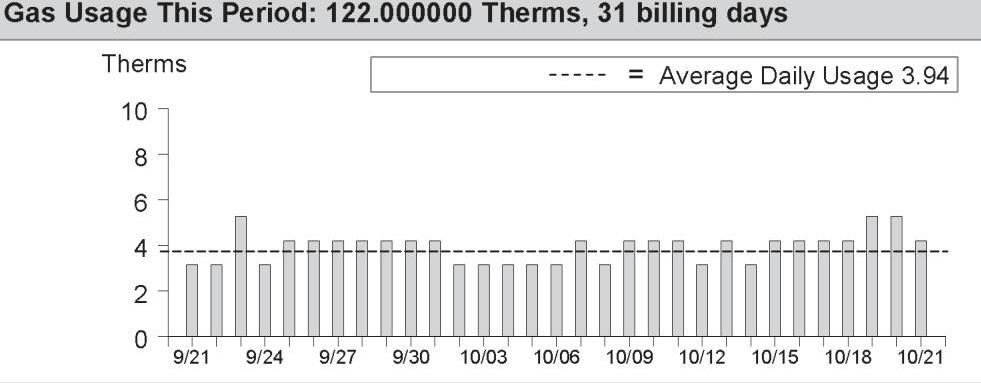 Gas Usage This Period: 122.000000 Therms, 31 billing days
Therms
----- = Average Daily Usage 3.94
10
8
6
4
2
0
9/21 9/24 9/27 9/30 10/03 10/06 10/09 10/12 10/15 10/18 10/21